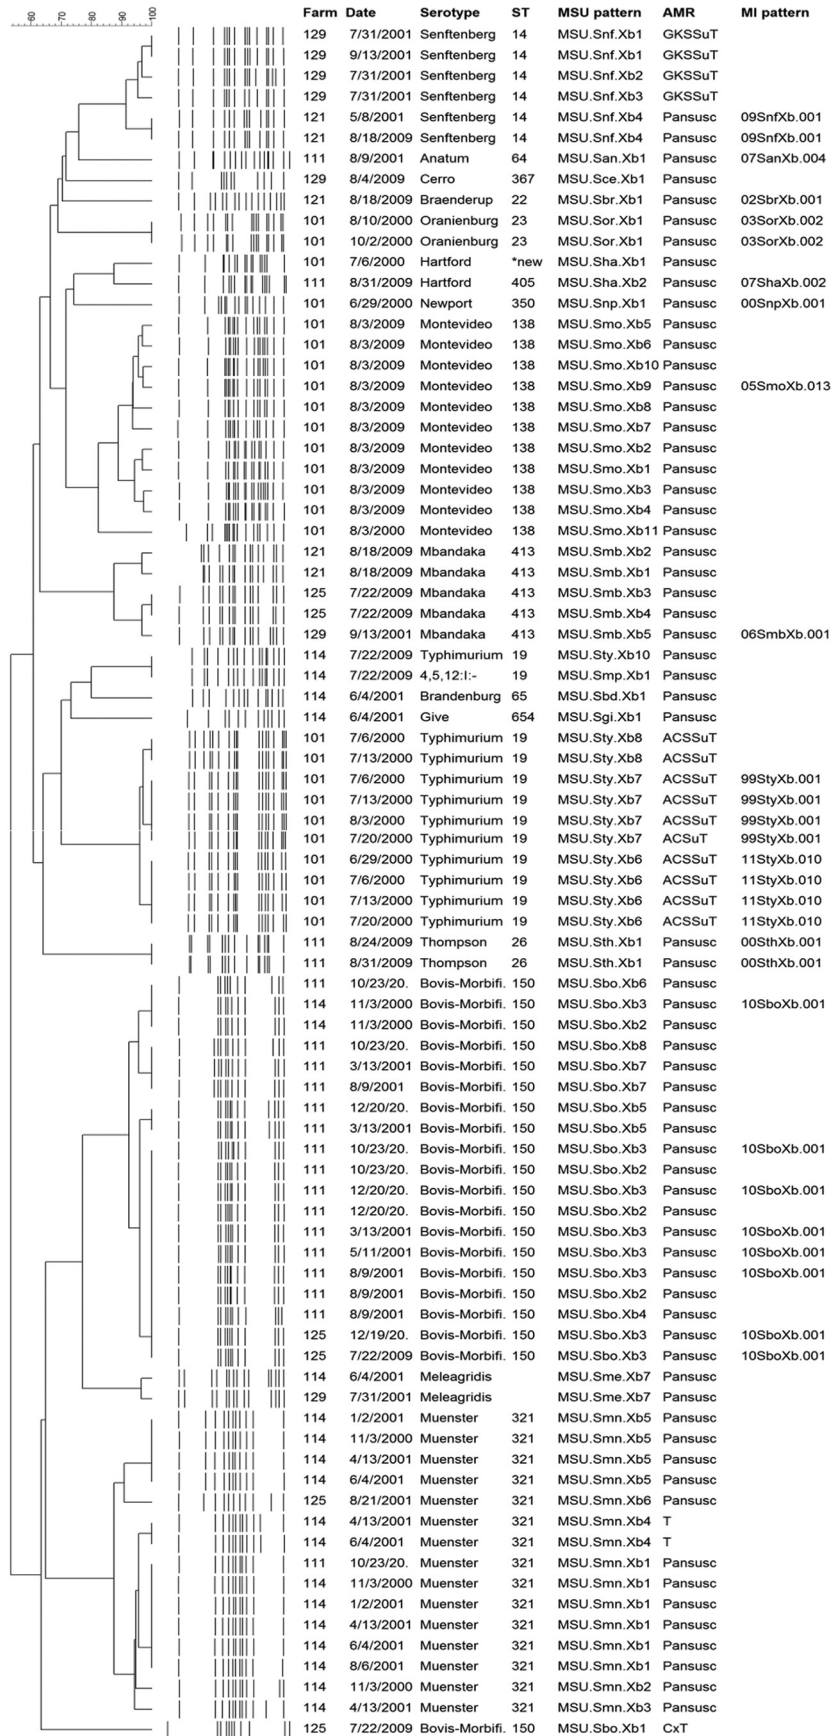 60 70 80 90 100
Farm Date Serotype ST MSU pattern AMR MI pattern
129 7/31/2001 Senftenberg 14 MSU.Snf.Xb1 GKSSuT
129 9/13/2001 Senftenberg 14 MSU.Snf.Xb1 GKSSuT
129 7/31/2001 Senftenberg 14 MSU.Snf.Xb2 GKSSuT
129 7/31/2001 Senftenberg 14 MSU.Snf.Xb3 GKSSuT
121 5/8/2001 Senftenberg 14 MSU.Snf.Xb4 Pansusc 09SnfXb.001
121 8/18/2009 Senftenberg 14 MSU.Snf.Xb4 Pansusc 09SnfXb.001
111 8/9/2001 Anatum 64 MSU.San.Xb1 Pansusc 07SanXb.004
129 8/4/2009 Cerro 367 MSU.Sce.Xb1 Pansusc
121 8/18/2009 Braenderup 22 MSU.Sbr.Xb1 Pansusc 02SbrXb.001
101 8/10/2000 Oranienburg 23 MSU.Sor.Xb1 Pansusc 03SorXb.002
101 10/2/2000 Oranienburg 23 MSU.Sor.Xb1 Pansusc 03SorXb.002
101 7/6/2000 Hartford *new MSU.Sha.Xb1 Pansusc
111 8/31/2009 Hartford 405 MSU.Sha.Xb2 Pansusc 07ShaXb.002
101 6/29/2000 Newport 350 MSU.Snp.Xb1 Pansusc 00SnpXb.001
101 8/3/2009 Montevideo 138 MSU.Smo.Xb5 Pansusc
101 8/3/2009 Montevideo 138 MSU.Smo.Xb6 Pansusc
101 8/3/2009 Montevideo 138 MSU.Smo.Xb10 Pansusc
101 8/3/2009 Montevideo 138 MSU.Smo.Xb9 Pansusc 05SmoXb.013
101 8/3/2009 Montevideo 138 MSU.Smo.Xb8 Pansusc
101 8/3/2009 Montevideo 138 MSU.Smo.Xb7 Pansusc
101 8/3/2009 Montevideo 138 MSU.Smo.Xb2 Pansusc
101 8/3/2009 Montevideo 138 MSU.Smo.Xb1 Pansusc
101 8/3/2009 Montevideo 138 MSU.Smo.Xb3 Pansusc
101 8/3/2009 Montevideo 138 MSU.Smo.Xb4 Pansusc
101 8/3/2000 Montevideo 138 MSU.Smo.Xb11 Pansusc
121 8/18/2009 Mbandaka 413 MSU.Smb.Xb2 Pansusc
121 8/18/2009 Mbandaka 413 MSU.Smb.Xb1 Pansusc
125 7/22/2009 Mbandaka 413 MSU.Smb.Xb3 Pansusc
125 7/22/2009 Mbandaka 413 MSU.Smb.Xb4 Pansusc
129 9/13/2001 Mbandaka 413 MSU.Smb.Xb5 Pansusc 06SmbXb.001
114 7/22/2009 Typhimurium 19 MSU.Sty.Xb10 Pansusc
114 7/22/2009 4,5,12:I:- 19 MSU.Smp.Xb1 Pansusc
114 6/4/2001 Brandenburg 65 MSU.Sbd.Xb1 Pansusc
114 6/4/2001 Give 654 MSU.Sgi.Xb1 Pansusc
101 7/6/2000 Typhimurium 19 MSU.Sty.Xb8 ACSSuT
101 7/13/2000 Typhimurium 19 MSU.Sty.Xb8 ACSSuT
101 7/6/2000 Typhimurium 19 MSU.Sty.Xb7 ACSSuT 99StyXb.001
101 7/13/2000 Typhimurium 19 MSU.Sty.Xb7 ACSSuT 99StyXb.001
101 8/3/2000 Typhimurium 19 MSU.Sty.Xb7 ACSSuT 99StyXb.001
101 7/20/2000 Typhimurium 19 MSU.Sty.Xb7 ACSuT 99StyXb.001
101 6/29/2000 Typhimurium 19 MSU.Sty.Xb6 ACSSuT 11StyXb.010
101 7/6/2000 Typhimurium 19 MSU.Sty.Xb6 ACSSuT 11StyXb.010
101 7/13/2000 Typhimurium 19 MSU.Sty.Xb6 ACSSuT 11StyXb.010
101 7/20/2000 Typhimurium 19 MSU.Sty.Xb6 ACSSuT 11StyXb.010
111 8/24/2009 Thompson 26 MSU.Sth.Xb1 Pansusc 00SthXb.001
111 8/31/2009 Thompson 26 MSU.Sth.Xb1 Pansusc 00SthXb.001
111 10/23/20. Bovis-Morbifi. 150 MSU.Sbo.Xb6 Pansusc
114 11/3/2000 Bovis-Morbifi. 150 MSU.Sbo.Xb3 Pansusc 10SboXb.001
114 11/3/2000 Bovis-Morbifi. 150 MSU.Sbo.Xb2 Pansusc
111 10/23/20. Bovis-Morbifi. 150 MSU.Sbo.Xb8 Pansusc
111 3/13/2001 Bovis-Morbifi. 150 MSU.Sbo.Xb7 Pansusc
111 8/9/2001 Bovis-Morbifi. 150 MSU.Sbo.Xb7 Pansusc
111 12/20/20. Bovis-Morbifi. 150 MSU.Sbo.Xb5 Pansusc
111 3/13/2001 Bovis-Morbifi. 150 MSU.Sbo.Xb5 Pansusc
111 10/23/20. Bovis-Morbifi. 150 MSU.Sbo.Xb3 Pansusc 10SboXb.001
111 10/23/20. Bovis-Morbifi. 150 MSU.Sbo.Xb2 Pansusc
111 12/20/20. Bovis-Morbifi. 150 MSU.Sbo.Xb3 Pansusc 10SboXb.001
111 12/20/20. Bovis-Morbifi. 150 MSU.Sbo.Xb2 Pansusc
111 3/13/2001 Bovis-Morbifi. 150 MSU.Sbo.Xb3 Pansusc 10SboXb.001
111 5/11/2001 Bovis-Morbifi. 150 MSU.Sbo.Xb3 Pansusc 10SboXb.001
111 8/9/2001 Bovis-Morbifi. 150 MSU.Sbo.Xb3 Pansusc 10SboXb.001
111 8/9/2001 Bovis-Morbifi. 150 MSU.Sbo.Xb2 Pansusc
111 8/9/2001 Bovis-Morbifi. 150 MSU.Sbo.Xb4 Pansusc
125 12/19/20. Bovis-Morbifi. 150 MSU.Sbo.Xb3 Pansusc 10SboXb.001
125 7/22/2009 Bovis-Morbifi. 150 MSU.Sbo.Xb3 Pansusc 10SboXb.001
114 6/4/2001 Meleagridis MSU.Sme.Xb7 Pansusc
129 7/31/2001 Meleagridis MSU.Sme.Xb7 Pansusc
114 1/2/2001 Muenster 321 MSU.Smn.Xb5 Pansusc
114 11/3/2000 Muenster 321 MSU.Smn.Xb5 Pansusc
114 4/13/2001 Muenster 321 MSU.Smn.Xb5 Pansusc
114 6/4/2001 Muenster 321 MSU.Smn.Xb5 Pansusc
125 8/21/2001 Muenster 321 MSU.Smn.Xb6 Pansusc
114 4/13/2001 Muenster 321 MSU.Smn.Xb4 T
114 6/4/2001 Muenster 321 MSU.Smn.Xb4 T
111 10/23/20. Muenster 321 MSU.Smn.Xb1 Pansusc
114 11/3/2000 Muenster 321 MSU.Smn.Xb1 Pansusc
114 1/2/2001 Muenster 321 MSU.Smn.Xb1 Pansusc
114 4/13/2001 Muenster 321 MSU.Smn.Xb1 Pansusc
114 6/4/2001 Muenster 321 MSU.Smn.Xb1 Pansusc
114 8/6/2001 Muenster 321 MSU.Smn.Xb1 Pansusc
114 11/3/2000 Muenster 321 MSU.Smn.Xb2 Pansusc
114 4/13/2001 Muenster 321 MSU.Smn.Xb3 Pansusc
125 7/22/2009 Bovis-Morbifi. 150 MSU.Sbo.Xb1 CxT